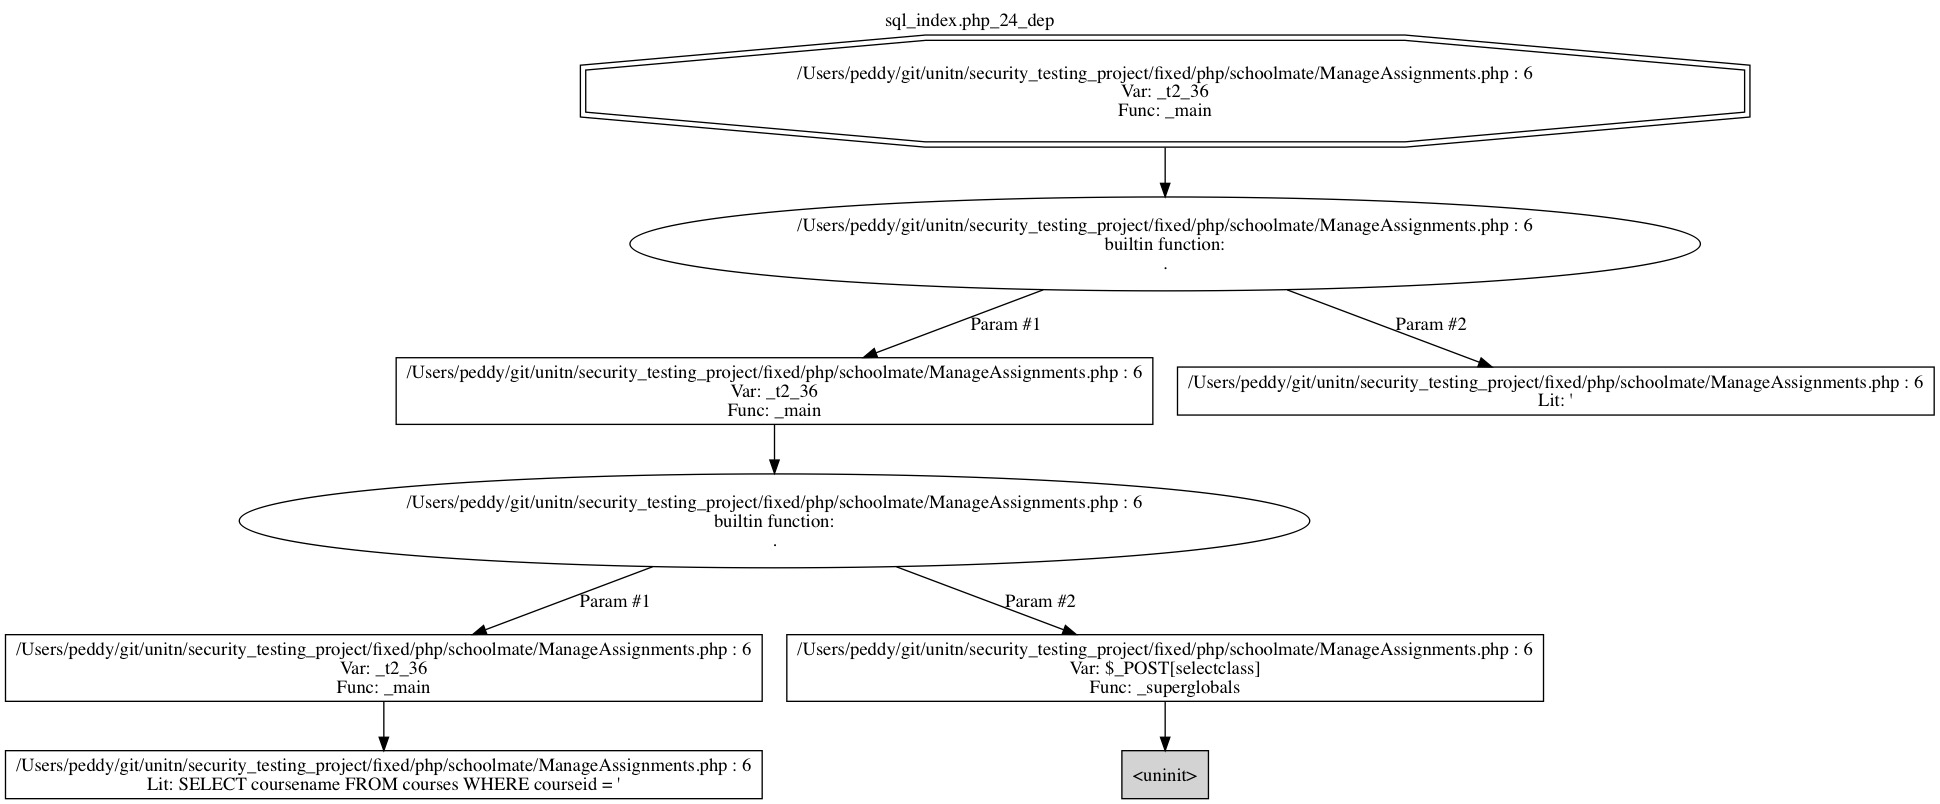 sql_index.php_24_dep
/Users/peddy/git/unitn/security_testing_project/fixed/php/schoolmate/ManageAssignments.php : 6
Var: _t2_36
Func: _main
/Users/peddy/git/unitn/security_testing_project/fixed/php/schoolmate/ManageAssignments.php : 6
builtin function:
.
Param #1
Param #2
/Users/peddy/git/unitn/security_testing_project/fixed/php/schoolmate/ManageAssignments.php : 6
Var: _t2_36
Func: _main
/Users/peddy/git/unitn/security_testing_project/fixed/php/schoolmate/ManageAssignments.php : 6
Lit: '
/Users/peddy/git/unitn/security_testing_project/fixed/php/schoolmate/ManageAssignments.php : 6
builtin function:
.
Param #1
Param #2
/Users/peddy/git/unitn/security_testing_project/fixed/php/schoolmate/ManageAssignments.php : 6
Var: _t2_36
Func: _main
/Users/peddy/git/unitn/security_testing_project/fixed/php/schoolmate/ManageAssignments.php : 6
Var: $_POST[selectclass]
Func: _superglobals
/Users/peddy/git/unitn/security_testing_project/fixed/php/schoolmate/ManageAssignments.php : 6
Lit: SELECT coursename FROM courses WHERE courseid = '
<uninit>